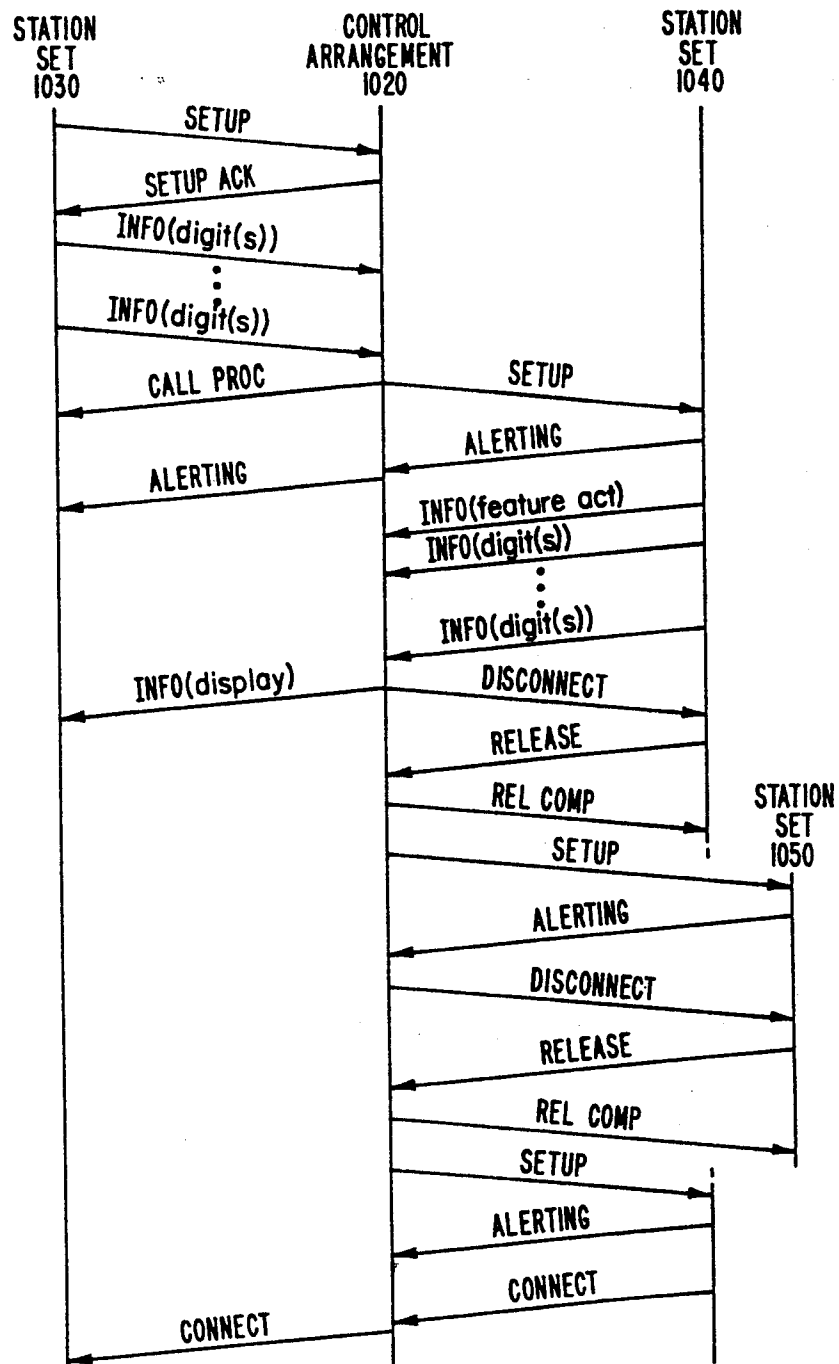 STATION
SET
1030
CONTROL
ARRANGEMENT
1020
STATION
SET
1040
SETUP
SETUP ACK
INFO(digit(s))
INFO(digit(s))
CALL PROC
SETUP
ALERTING
ALERTING
INFO(feature act)
INFO(digit(s))
INFO(digit(s))
INFO(display)
DISCONNECT
RELEASE
REL COMP
STATION
SET
1050
SETUP
ALERTING
DISCONNECT
RELEASE
REL COMP
SETUP
ALERTING
CONNECT
CONNECT